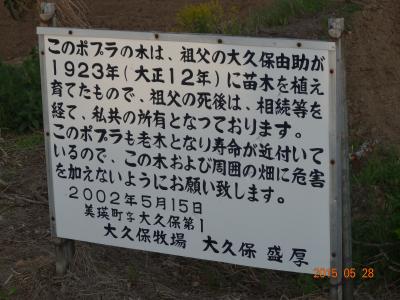 このポプラの木は、祖父の大久保由助が
1923年(大正12年)に苗木を植え
育てたもので、祖父の死後は、相続等を
経て、私共の所有となつております。
このポプラも老木となり寿命が近付いて
いるので、この木および周囲の畑に危害
を加えないようにお願い致します。
2002年5月15日
美瑛町字大久保第1
大久保牧場 大久保 盛厚
2015 05 28